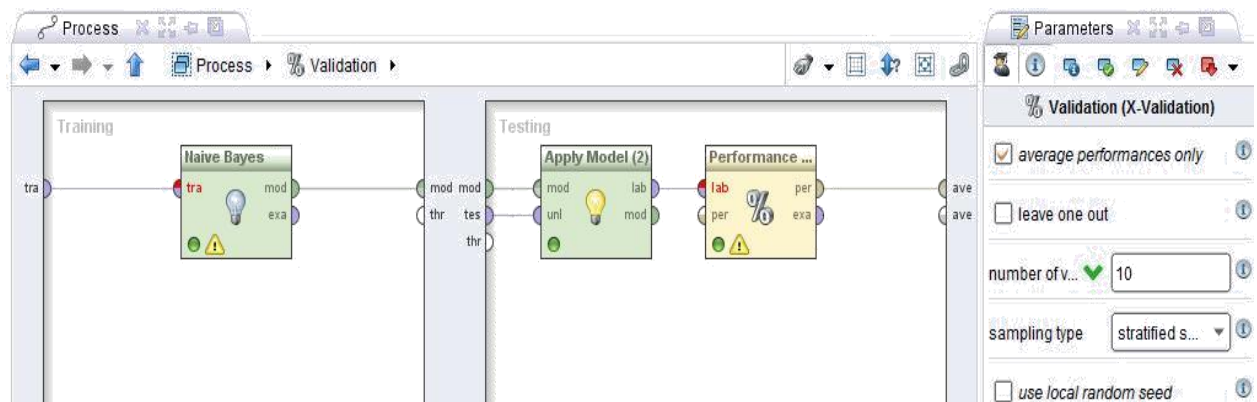 Process
Parameters
Process ▸ Validation ▸
Validation (X-Validation)
Training
Testing
Naive Bayes
Apply Model (2)
Performance ...
average performances only
tra
tra
mod
exa
mod
thr
mod
tes
thr
mod
unl
lab
mod
lab
per
per
exa
ave
ave
leave one out
number of v...
10
sampling type
stratified s...
use local random seed